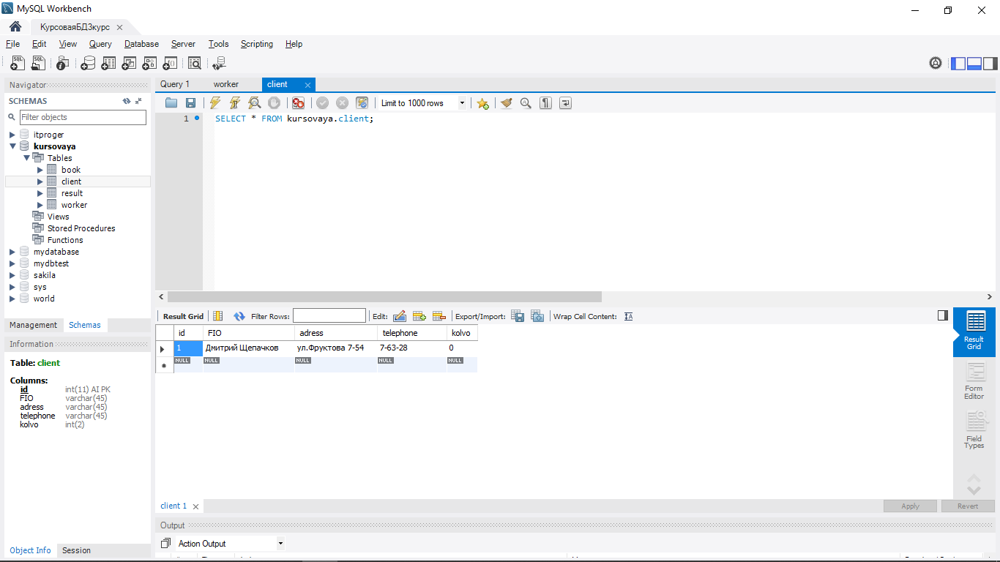 MySQL Workbench
КурсоваяБД3курс
File Edit View Query Database Server Tools Scripting Help
Navigator
SCHEMAS
Filter objects
itproger
kursovaya
Tables
book
client
result
worker
Views
Stored Procedures
Functions
mydatabase
mydbtest
sakila
sys
world
Management Schemas
Information
Table: client
Columns:
id int(11) AI PK
FIO varchar(45)
adress varchar(45)
telephone varchar(45)
kolvo int(2)
Object Info Session
Query 1 worker client
Limit to 1000 rows
1 SELECT * FROM kursovaya.client;
Result Grid Filter Rows: Edit: Export/Import: Wrap Cell Content:
id FIO adress telephone kolvo
1 Дмитрий Щепачков ул.Фруктова 7-54 7-63-28 0
NULL NULL NULL NULL NULL
Result
Grid
Form
Editor
Field
Types
client 1
Apply Revert
Output
Action Output